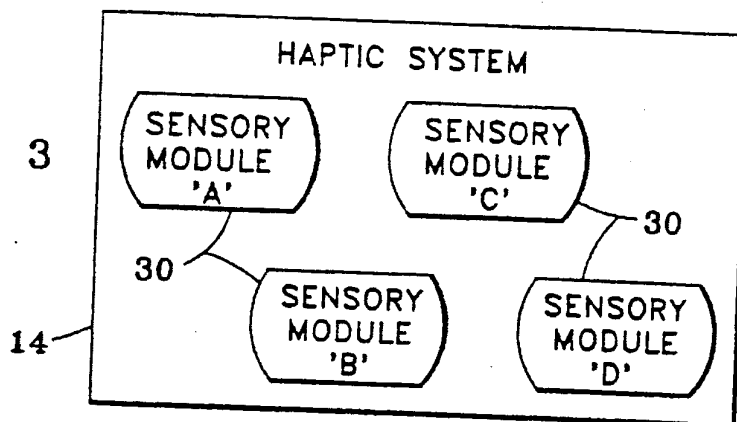 HAPTIC SYSTEM
3
SENSORY
MODULE
'A'
SENSORY
MODULE
'C'
30
30
SENSORY
MODULE
'B'
SENSORY
MODULE
'D'
14